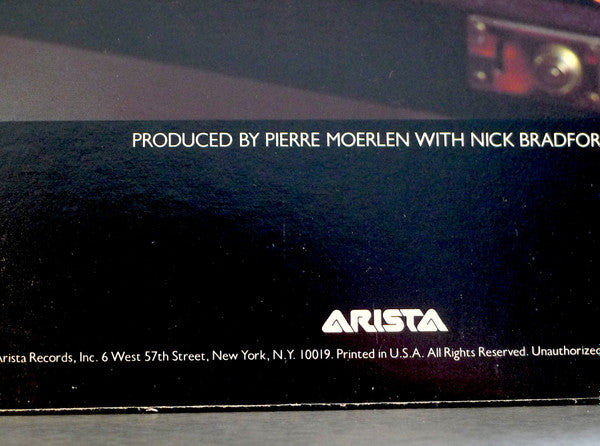 PRODUCED BY PIERRE MOERLEN WITH NICK BRADFOR
ARISTA
Arista Records, Inc. 6 West 57th Street, New York, N.Y. 10019. Printed in U.S.A. All Rights Reserved. Unauthorized